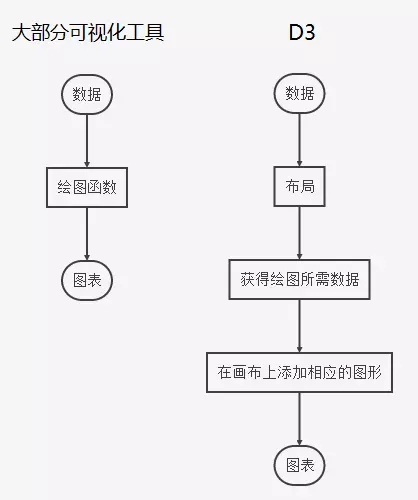 大部分可视化工具
D3
数据
绘图函数
图表
数据
布局
获得绘图所需数据
在画布上添加相应的图形
图表